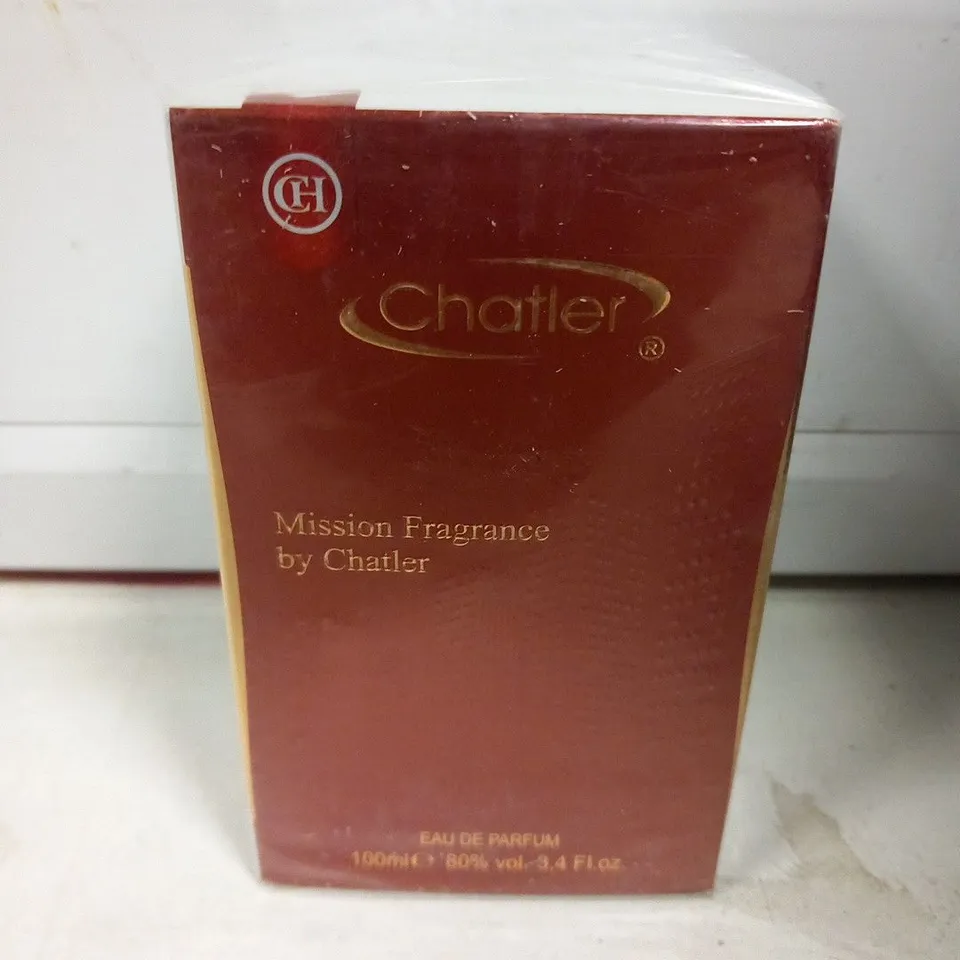 CH
Chatler
®
Mission Fragrance
by Chatler
EAU DE PARFUM
100ml℮ 80% vol. 3.4 Fl.oz